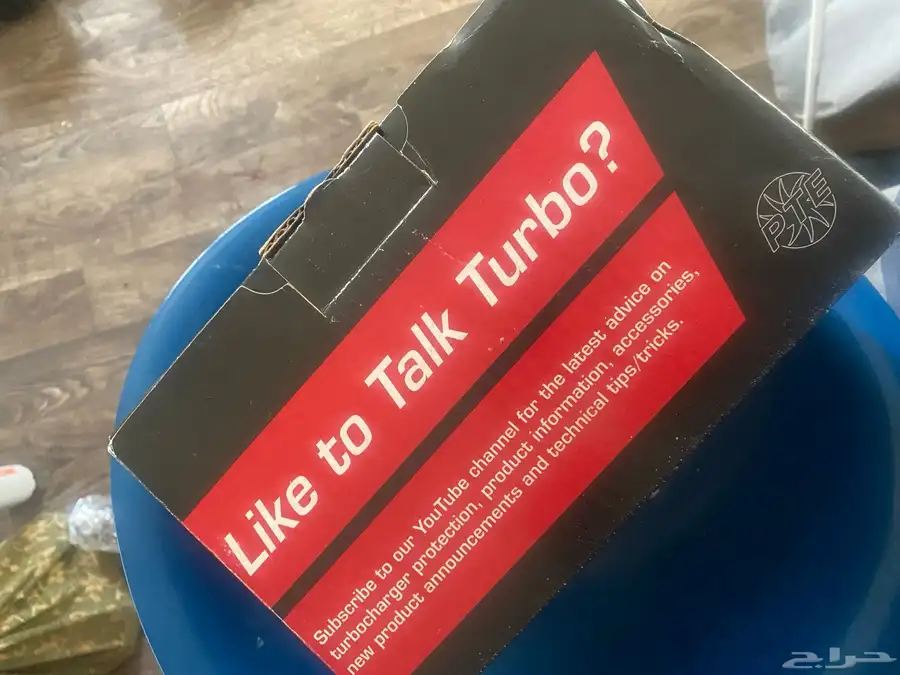 Like to Talk Turbo?
Subscribe to our YouTube channel for the latest advice on
turbocharger protection, product information, accessories,
new product announcements and technical tips/tricks.
PTE
حراج